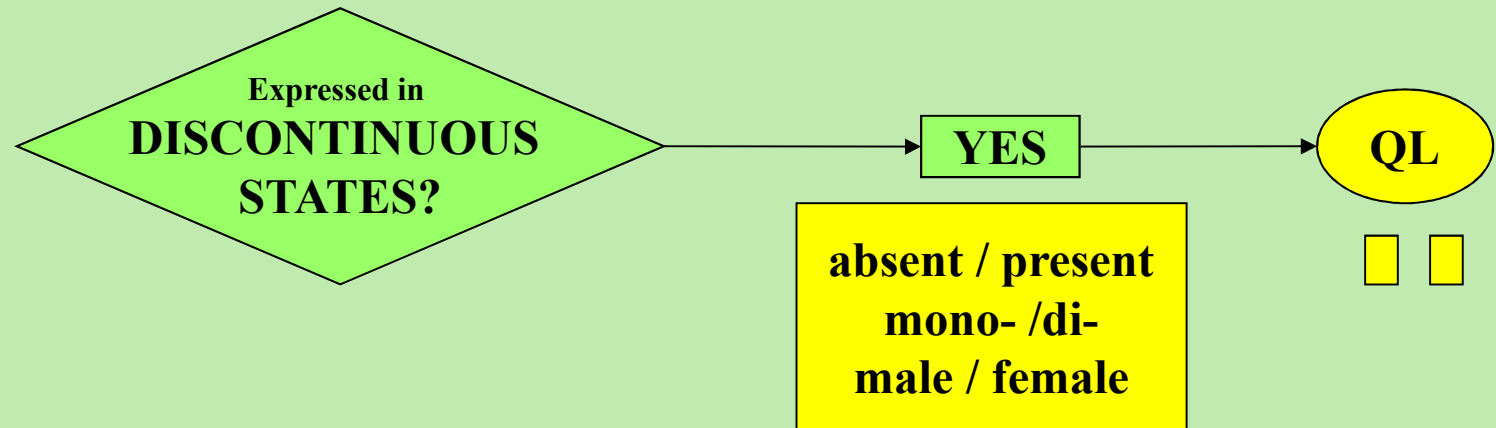 Expressed in
DISCONTINUOUS
STATES?
YES
QL
absent / present
mono- /di-
male / female